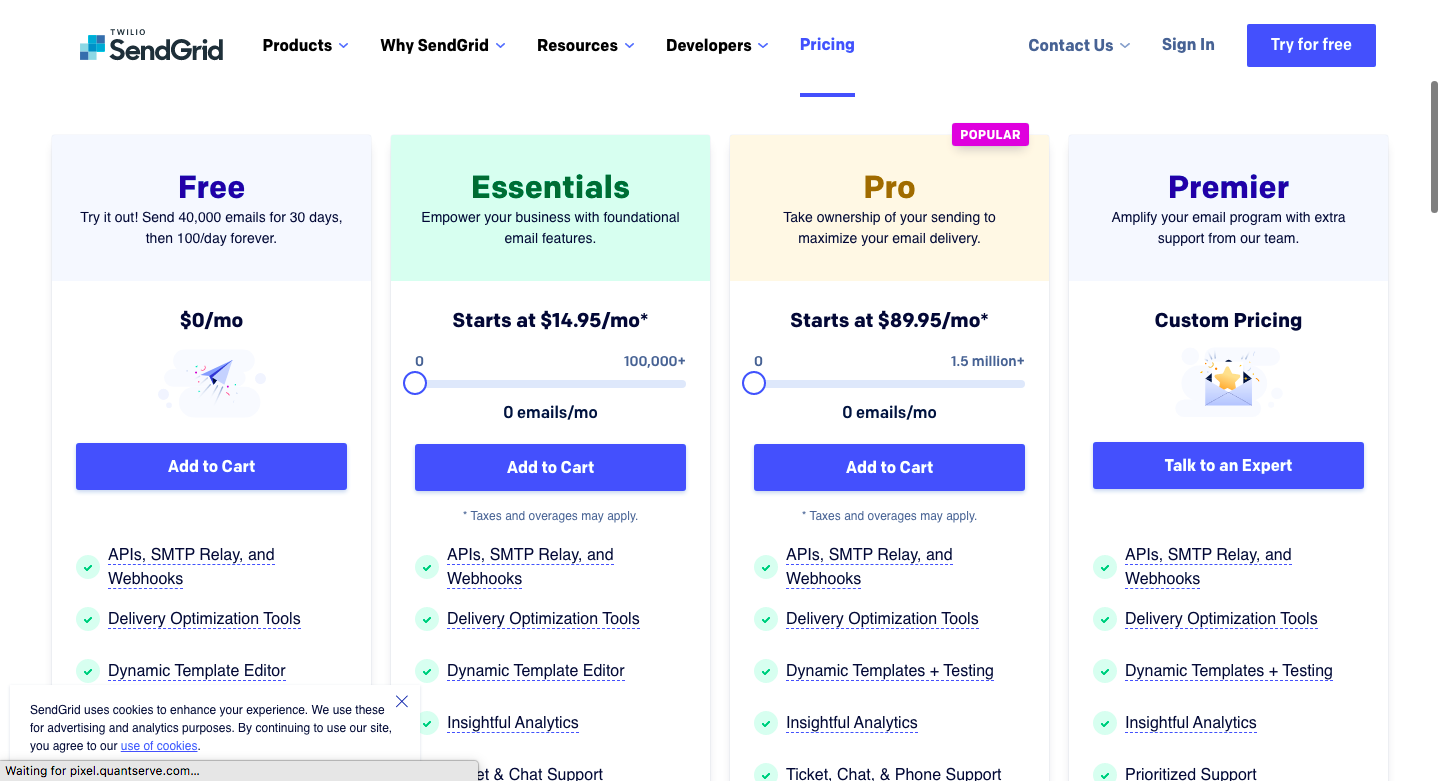 TWILIO
SendGrid
Products
Why SendGrid
Resources
Developers
Pricing
Contact Us
Sign In
Try for free
Free
Try it out! Send 40,000 emails for 30 days,
then 100/day forever.
$0/mo
Add to Cart
APIs, SMTP Relay, and
Webhooks
Delivery Optimization Tools
Dynamic Template Editor
Essentials
Empower your business with foundational
email features.
Starts at $14.95/mo*
0 100,000+
0 emails/mo
Add to Cart
* Taxes and overages may apply.
APIs, SMTP Relay, and
Webhooks
Delivery Optimization Tools
Dynamic Template Editor
Insightful Analytics
& Chat Support
POPULAR
Pro
Take ownership of your sending to
maximize your email delivery.
Starts at $89.95/mo*
0 1.5 million+
0 emails/mo
Add to Cart
* Taxes and overages may apply.
APIs, SMTP Relay, and
Webhooks
Delivery Optimization Tools
Dynamic Templates + Testing
Insightful Analytics
Ticket, Chat, & Phone Support
Premier
Amplify your email program with extra
support from our team.
Custom Pricing
Talk to an Expert
APIs, SMTP Relay, and
Webhooks
Delivery Optimization Tools
Dynamic Templates + Testing
Insightful Analytics
Prioritized Support
SendGrid uses cookies to enhance your experience. We use these
for advertising and analytics purposes. By continuing to use our site,
you agree to our use of cookies.
Waiting for pixel.quantserve.com...